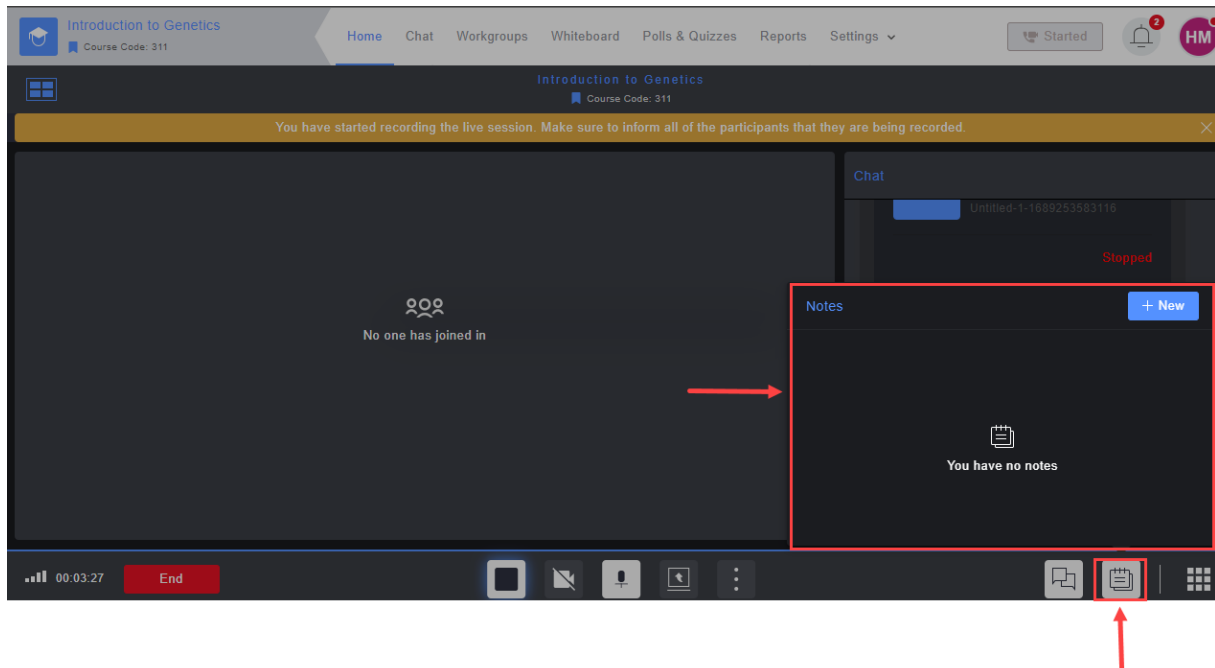 Introduction to Genetics
Course Code: 311
Home Chat Workgroups Whiteboard Polls & Quizzes Reports Settings
Started
2
HM
Introduction to Genetics
Course Code: 311
You have started recording the live session. Make sure to inform all of the participants that they are being recorded.
Chat
Untitled-1-1689253583116
Stopped
No one has joined in
Notes
+ New
You have no notes
00:03:27
End